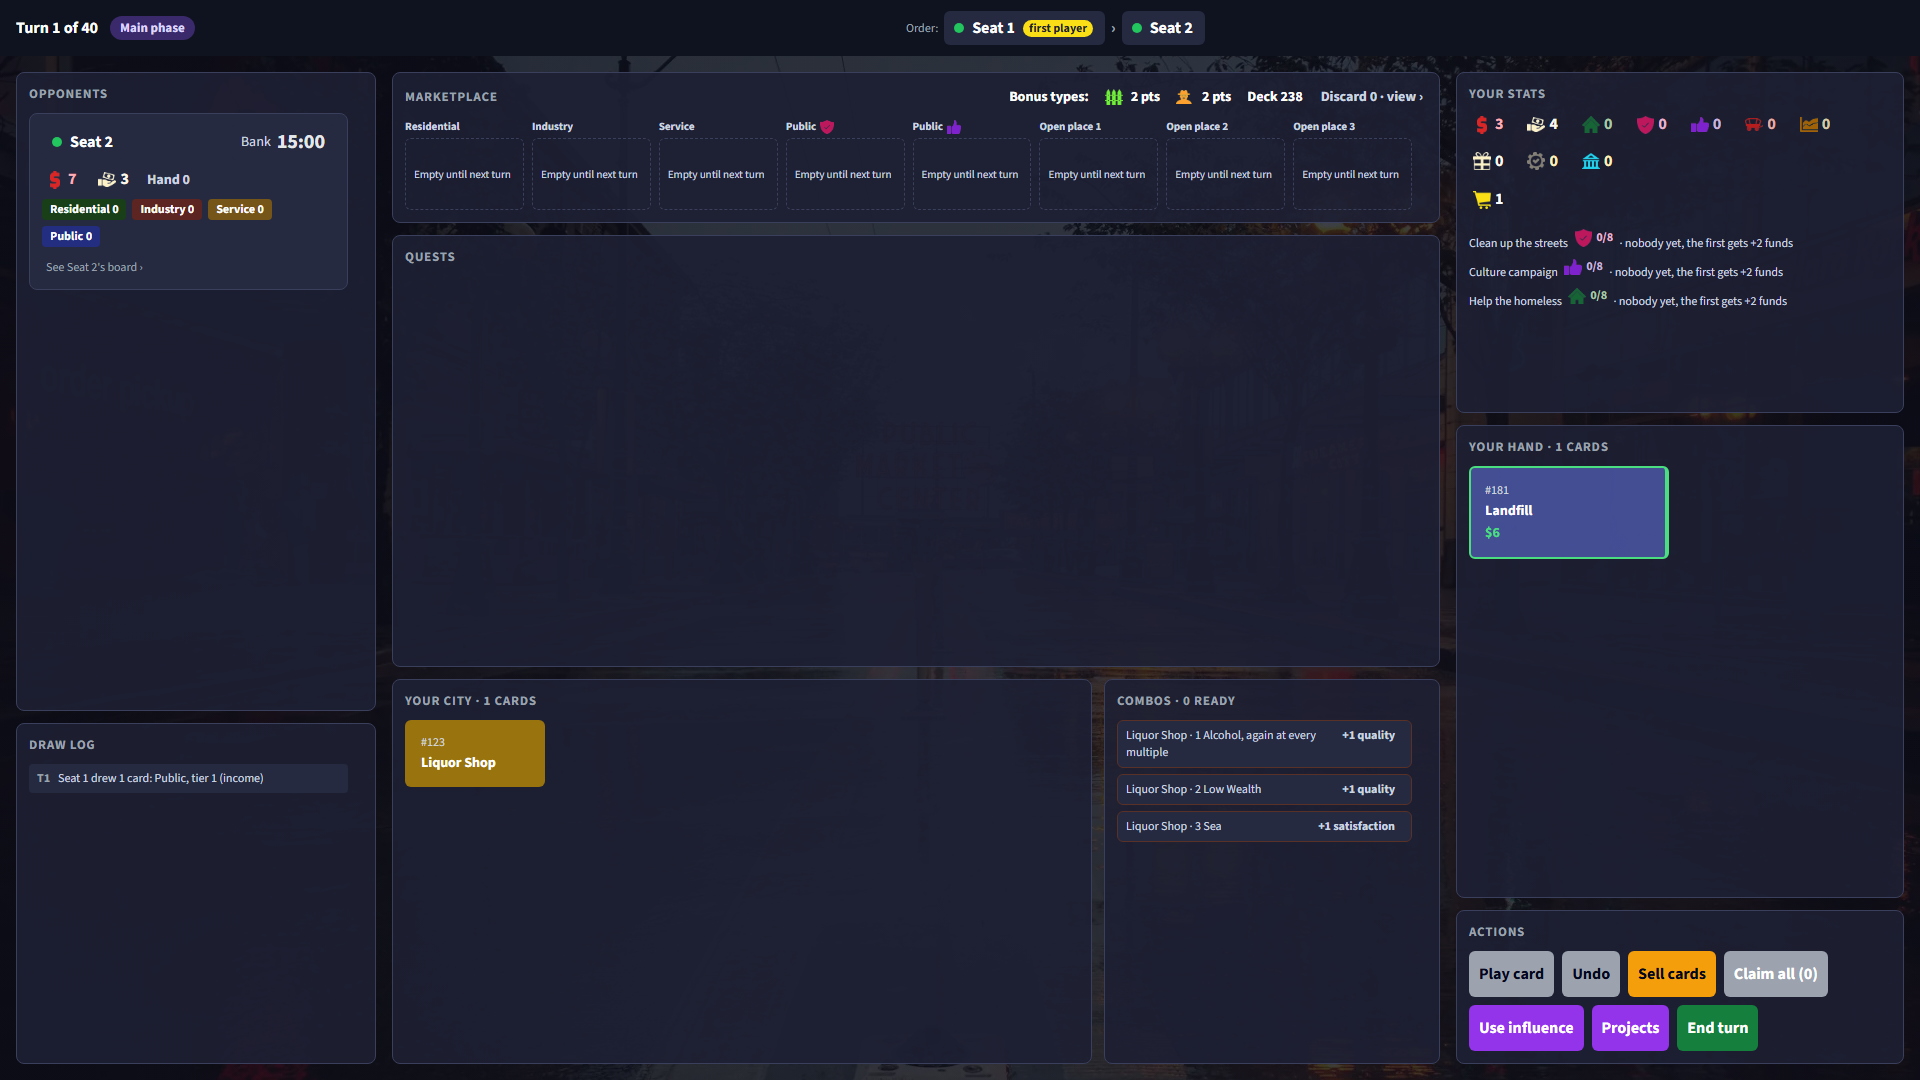 Turn 1 of 40
Main phase
Order:
Seat 1
first player
›
Seat 2
OPPONENTS
Seat 2
Bank 15:00
7
3
Hand 0
Residential 0
Industry 0
Service 0
Public 0
See Seat 2's board ›
DRAW LOG
T1 Seat 1 drew 1 card: Public, tier 1 (income)
MARKETPLACE
Bonus types: 2 pts 2 pts Deck 238 Discard 0 · view ›
Residential
Industry
Service
Public
Public
Open place 1
Open place 2
Open place 3
Empty until next turn
Empty until next turn
Empty until next turn
Empty until next turn
Empty until next turn
Empty until next turn
Empty until next turn
Empty until next turn
QUESTS
YOUR CITY · 1 CARDS
#123
Liquor Shop
COMBOS · 0 READY
Liquor Shop · 1 Alcohol, again at every multiple
+1 quality
Liquor Shop · 2 Low Wealth
+1 quality
Liquor Shop · 3 Sea
+1 satisfaction
YOUR STATS
3 4 0 0 0 0 0
0 0 0
1
Clean up the streets 0/8 · nobody yet, the first gets +2 funds
Culture campaign 0/8 · nobody yet, the first gets +2 funds
Help the homeless 0/8 · nobody yet, the first gets +2 funds
YOUR HAND · 1 CARDS
#181
Landfill
$6
ACTIONS
Play card
Undo
Sell cards
Claim all (0)
Use influence
Projects
End turn